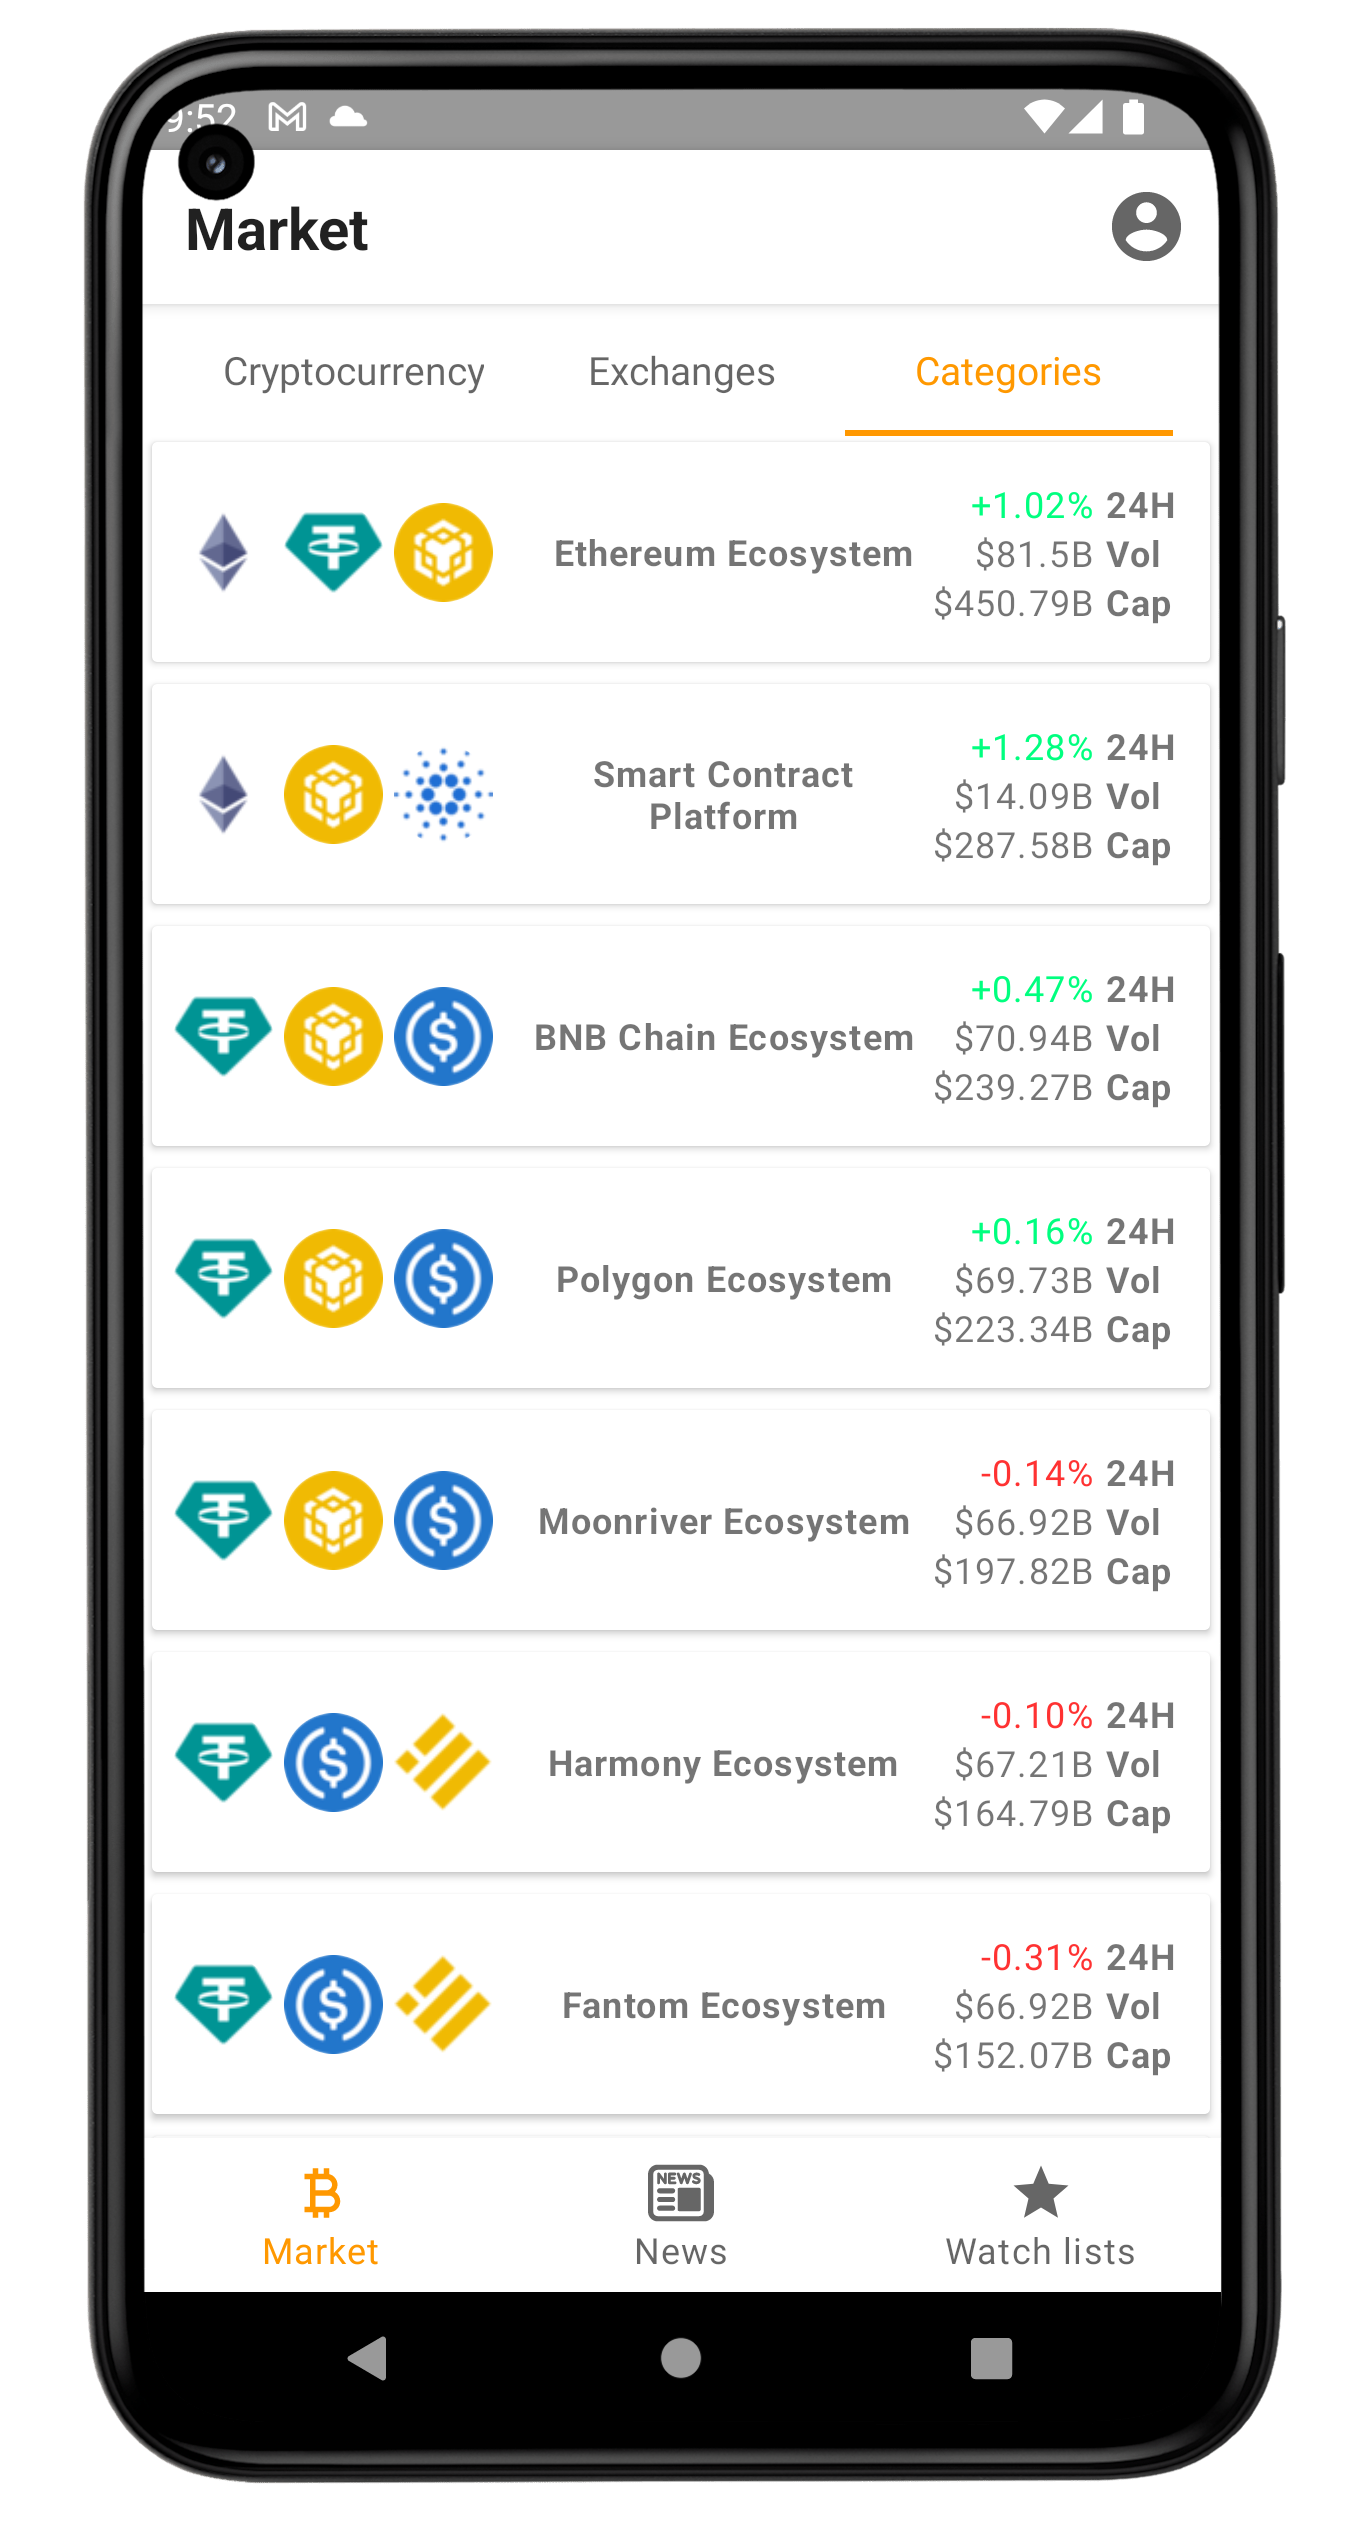 9:52
Market
Cryptocurrency Exchanges Categories
+1.02% 24H
Ethereum Ecosystem $81.5B Vol
$450.79B Cap
+1.28% 24H
Smart Contract
Platform
$14.09B Vol
$287.58B Cap
+0.47% 24H
BNB Chain Ecosystem $70.94B Vol
$239.27B Cap
+0.16% 24H
Polygon Ecosystem $69.73B Vol
$223.34B Cap
-0.14% 24H
Moonriver Ecosystem $66.92B Vol
$197.82B Cap
-0.10% 24H
Harmony Ecosystem $67.21B Vol
$164.79B Cap
-0.31% 24H
Fantom Ecosystem $66.92B Vol
$152.07B Cap
NEWS
Market News Watch lists